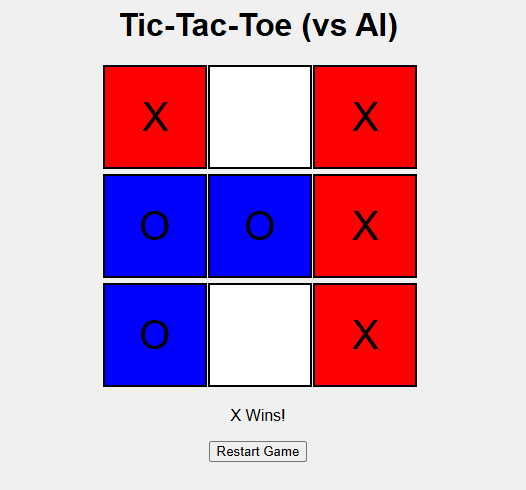 Tic-Tac-Toe (vs AI)
X X
O O X
O X
X Wins!
Restart Game